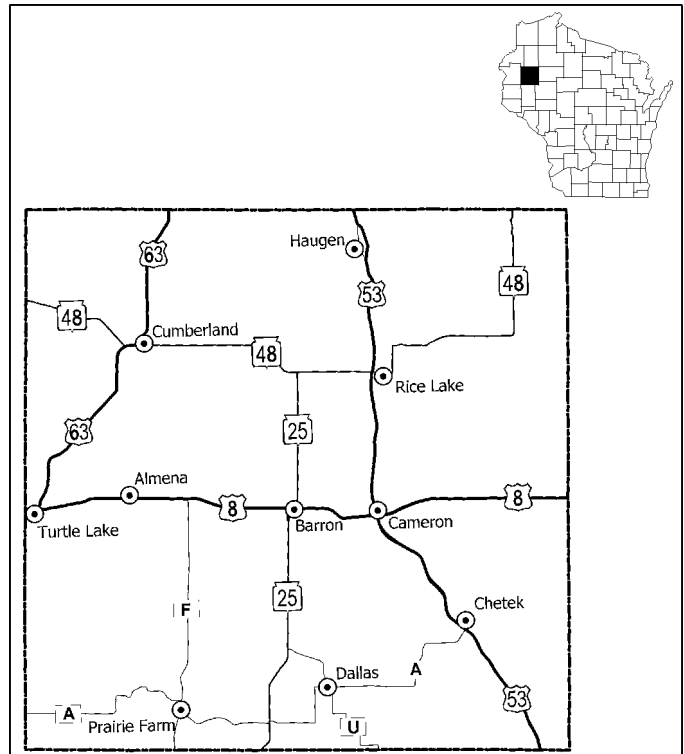 Haugen
63
53
48
48
Cumberland
48
Rice Lake
25
63
Almena
8
8
Turtle Lake
Barron
Cameron
25
Chetek
F
Dallas
A
A
Prairie Farm
U
53